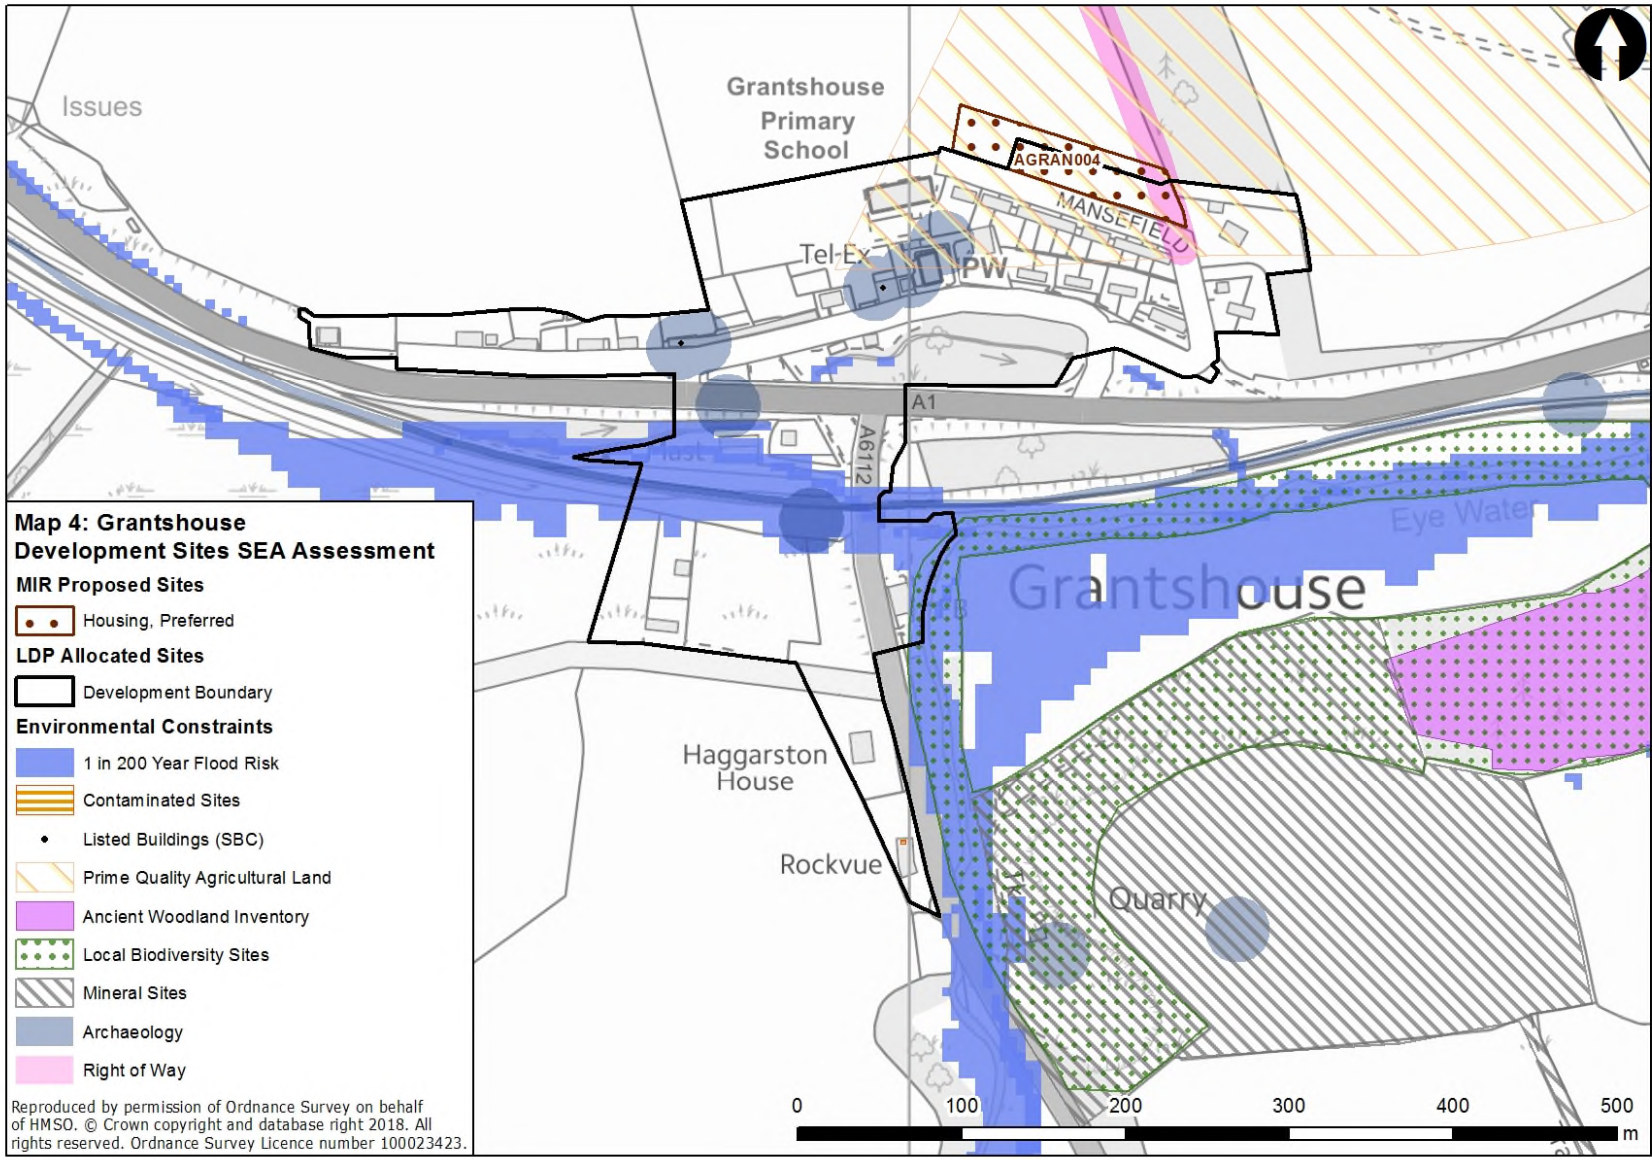 Issues
Grantshouse
Primary
School
AGRAN004
MANSEFIELD
Tel Ex
PW
A1
A6112
Mast
Eye Water
Grantshouse
Haggarston
House
Rockvue
Quarry
Map 4: Grantshouse
Development Sites SEA Assessment
MIR Proposed Sites
Housing, Preferred
LDP Allocated Sites
Development Boundary
Environmental Constraints
1 in 200 Year Flood Risk
Contaminated Sites
Listed Buildings (SBC)
Prime Quality Agricultural Land
Ancient Woodland Inventory
Local Biodiversity Sites
Mineral Sites
Archaeology
Right of Way
Reproduced by permission of Ordnance Survey on behalf
of HMSO. © Crown copyright and database right 2018. All
rights reserved. Ordnance Survey Licence number 100023423.
0 100 200 300 400 500
m